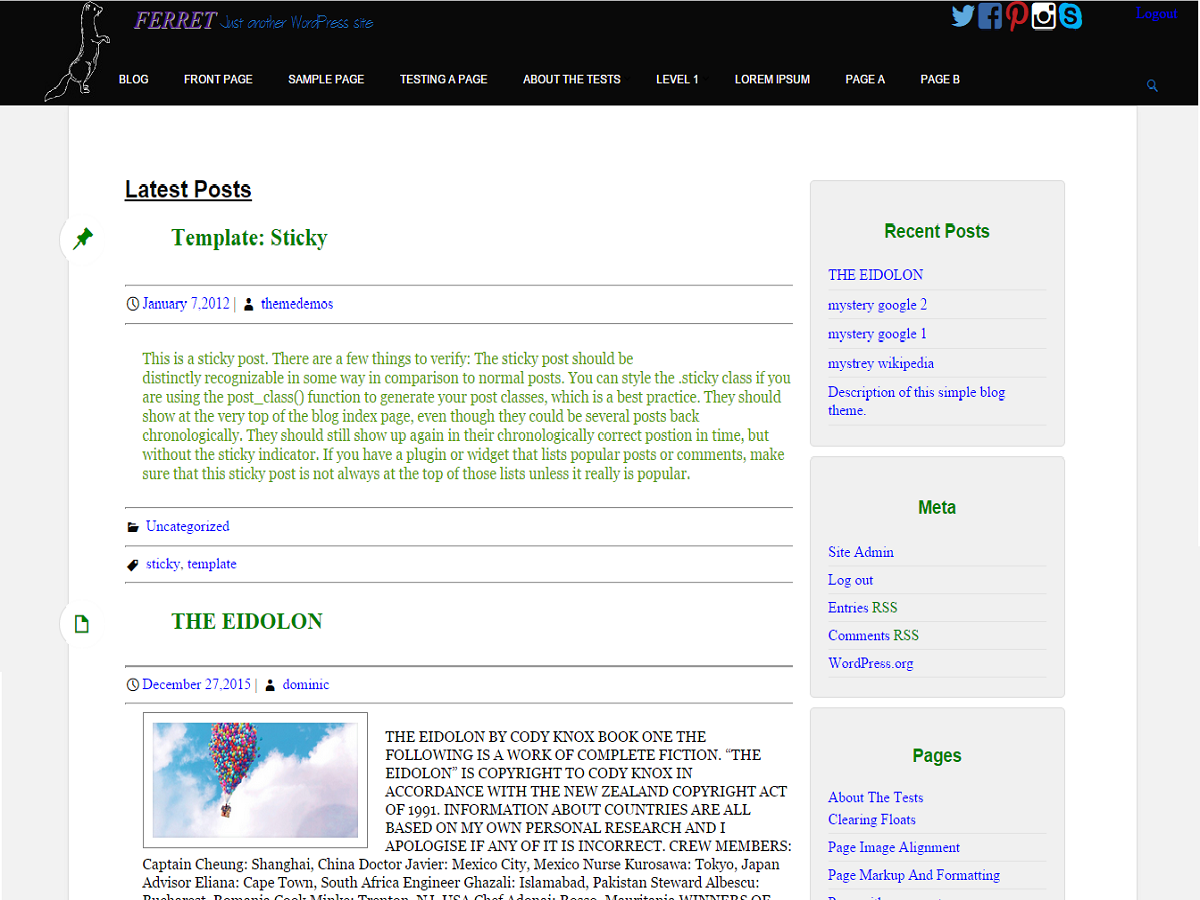 FERRET Just another WordPress site
Logout
BLOG FRONT PAGE SAMPLE PAGE TESTING A PAGE ABOUT THE TESTS LEVEL 1 LOREM IPSUM PAGE A PAGE B
Latest Posts
Template: Sticky
January 7,2012 | themedemos
This is a sticky post. There are a few things to verify: The sticky post should be
distinctly recognizable in some way in comparison to normal posts. You can style the .sticky class if you
are using the post_class() function to generate your post classes, which is a best practice. They should
show at the very top of the blog index page, even though they could be several posts back
chronologically. They should still show up again in their chronologically correct postion in time, but
without the sticky indicator. If you have a plugin or widget that lists popular posts or comments, make
sure that this sticky post is not always at the top of those lists unless it really is popular.
Uncategorized
sticky, template
THE EIDOLON
December 27,2015 | dominic
THE EIDOLON BY CODY KNOX BOOK ONE THE
FOLLOWING IS A WORK OF COMPLETE FICTION. “THE
EIDOLON” IS COPYRIGHT TO CODY KNOX IN
ACCORDANCE WITH THE NEW ZEALAND COPYRIGHT ACT
OF 1991. INFORMATION ABOUT COUNTRIES ARE ALL
BASED ON MY OWN PERSONAL RESEARCH AND I
APOLOGISE IF ANY OF IT IS INCORRECT. CREW MEMBERS:
Captain Cheung: Shanghai, China Doctor Javier: Mexico City, Mexico Nurse Kurosawa: Tokyo, Japan
Advisor Eliana: Cape Town, South Africa Engineer Ghazali: Islamabad, Pakistan Steward Albescu:
Bucharest, Romania Cook Minke: Trenton, NJ, USA Chef Adonai: Rosso, Mauritania WINNERS OF
Recent Posts
THE EIDOLON
mystery google 2
mystery google 1
mystrey wikipedia
Description of this simple blog
theme.
Meta
Site Admin
Log out
Entries RSS
Comments RSS
WordPress.org
Pages
About The Tests
Clearing Floats
Page Image Alignment
Page Markup And Formatting